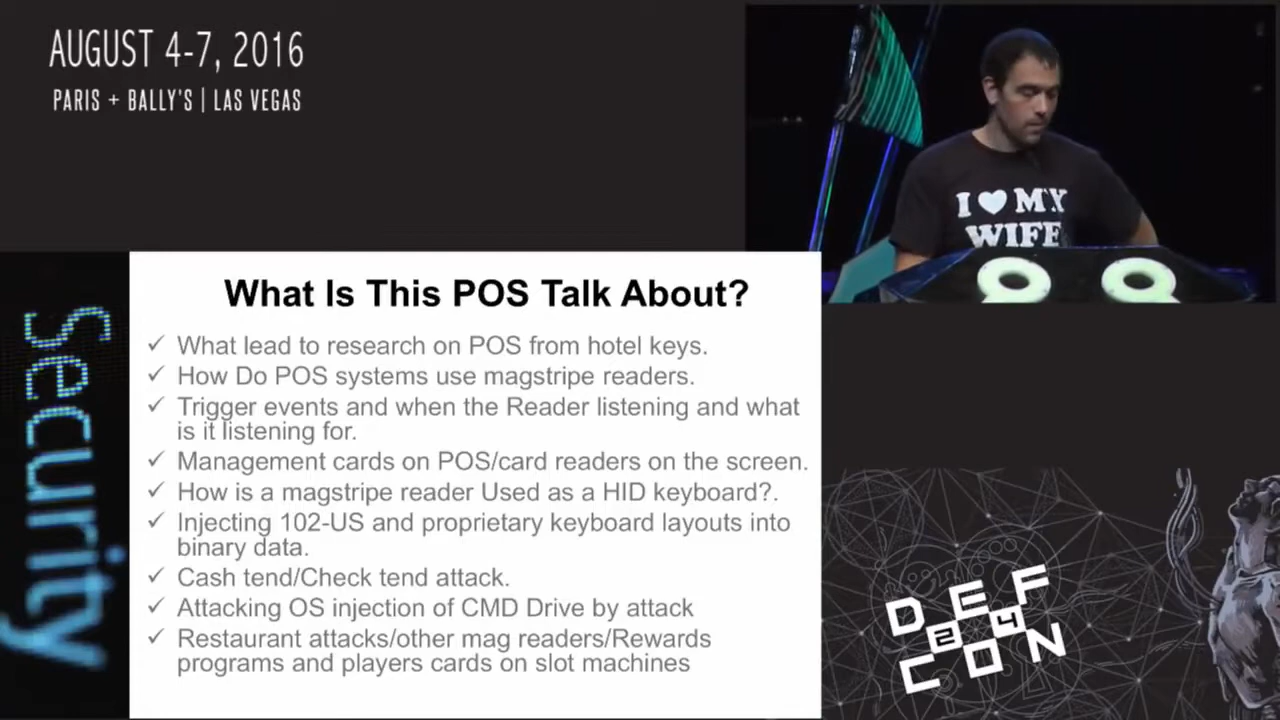 AUGUST 4-7, 2016
PARIS + BALLY'S | LAS VEGAS
I ♥ MY
WIFE
Security
What Is This POS Talk About?
✓ What lead to research on POS from hotel keys.
✓ How Do POS systems use magstripe readers.
✓ Trigger events and when the Reader listening and what
is it listening for.
✓ Management cards on POS/card readers on the screen.
✓ How is a magstripe reader Used as a HID keyboard?.
✓ Injecting 102-US and proprietary keyboard layouts into
binary data.
✓ Cash tend/Check tend attack.
✓ Attacking OS injection of CMD Drive by attack
✓ Restaurant attacks/other mag readers/Rewards
programs and players cards on slot machines
DEF
24
CON